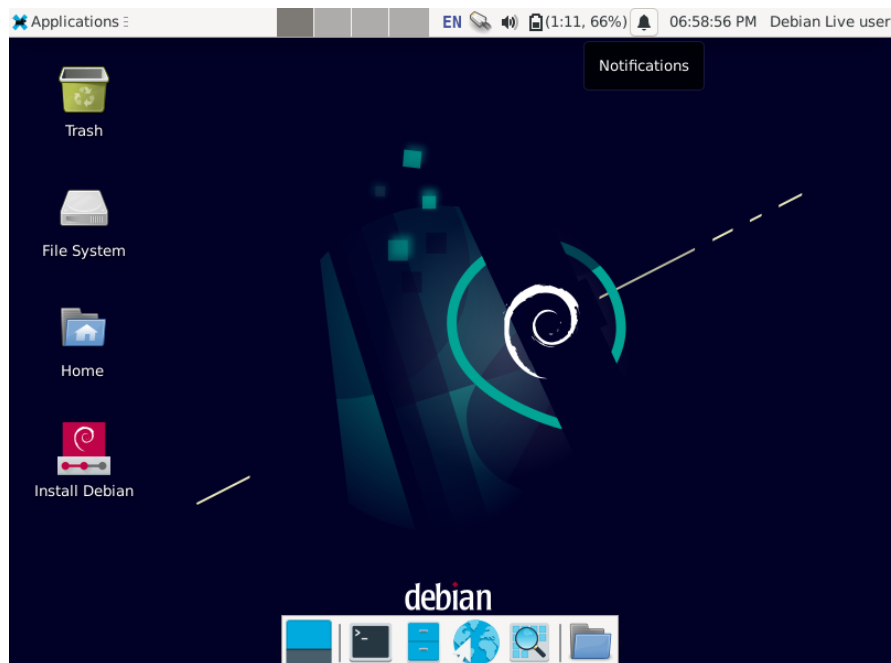 Applications
EN (1:11, 66%) 06:58:56 PM Debian Live user
Notifications
Trash
File System
Home
Install Debian
debian
>_